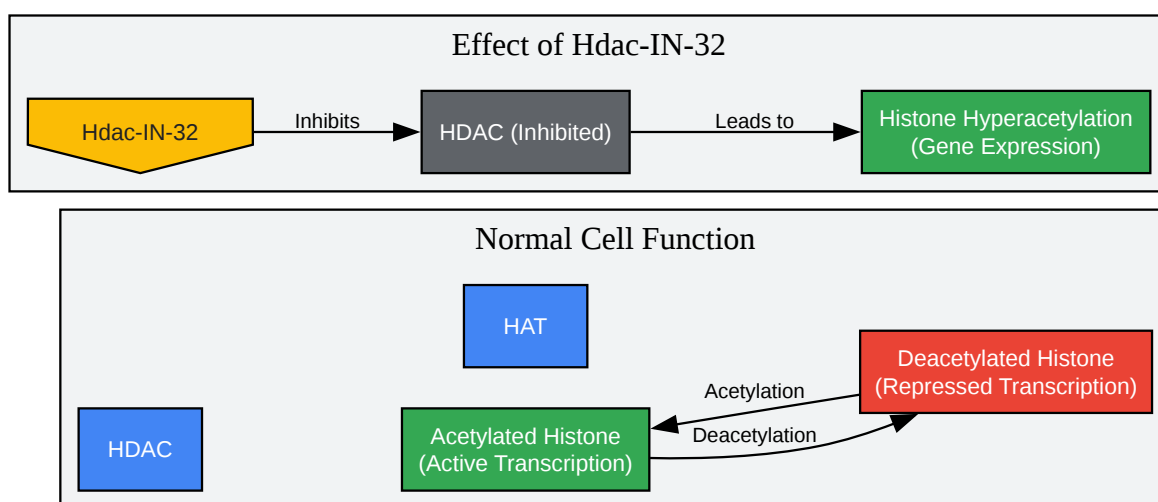 Effect of Hdac-IN-32
Hdac-IN-32
Inhibits
HDAC (Inhibited)
Leads to
Histone Hyperacetylation
(Gene Expression)
Normal Cell Function
HAT
Deacetylated Histone
(Repressed Transcription)
Acetylation
Deacetylation
HDAC
Acetylated Histone
(Active Transcription)